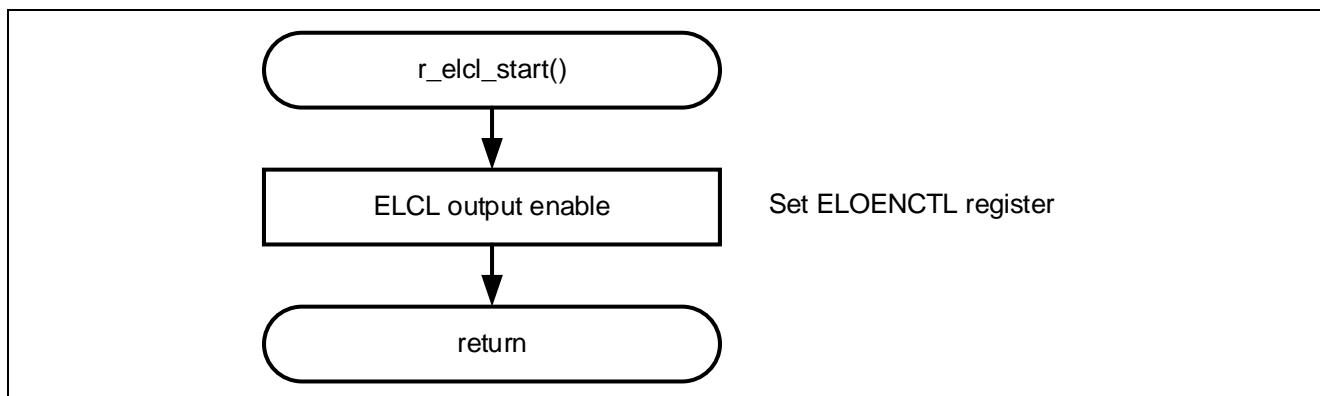 r_elcl_start()
ELCL output enable
Set ELOENCTL register
return